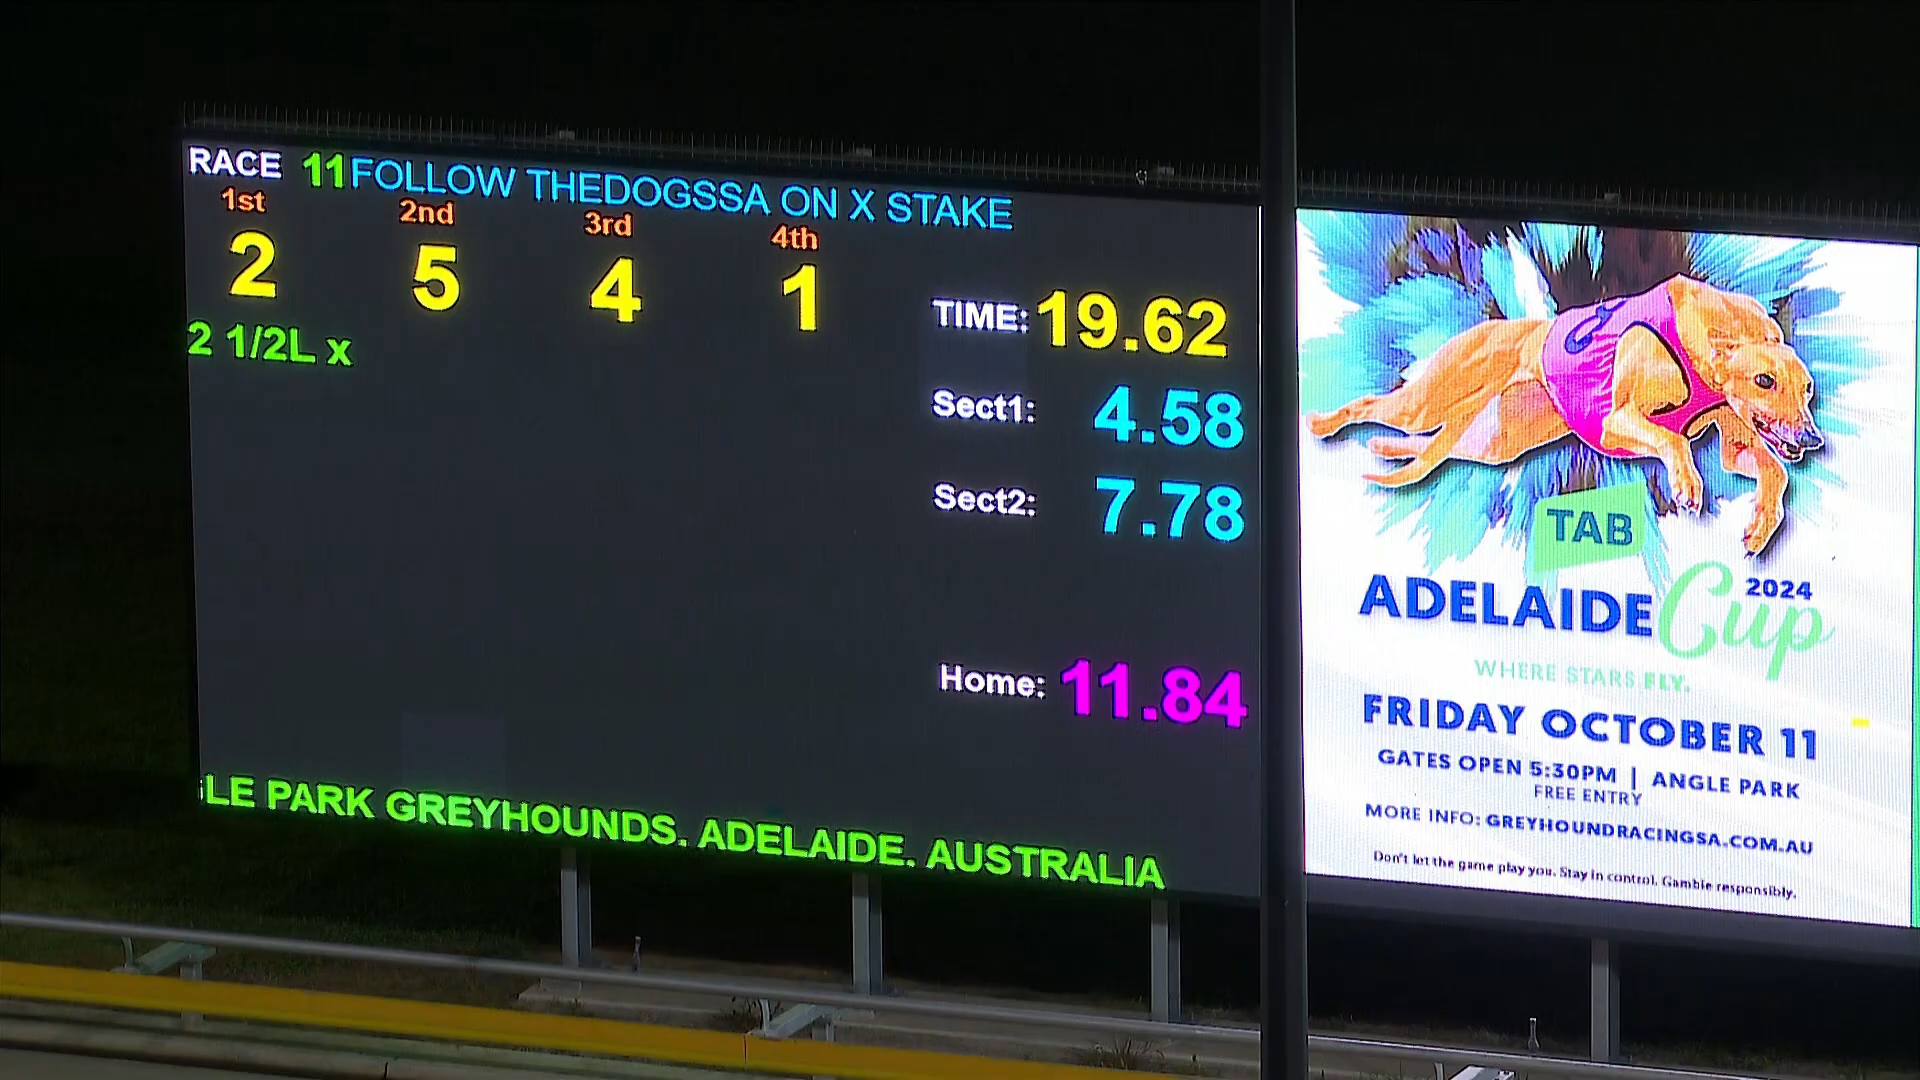 RACE 11 FOLLOW THEDOGSSA ON X STAKE
1st 2nd 3rd 4th
2 5 4 1
2 1/2L x
TIME: 19.62
Sect1: 4.58
Sect2: 7.78
Home: 11.84
LE PARK GREYHOUNDS. ADELAIDE. AUSTRALIA
TAB
2024
ADELAIDE Cup
WHERE STARS FLY.
FRIDAY OCTOBER 11
GATES OPEN 5:30PM | ANGLE PARK
FREE ENTRY
MORE INFO: GREYHOUNDRACINGSA.COM.AU
Don't let the game play you. Stay in control. Gamble responsibly.